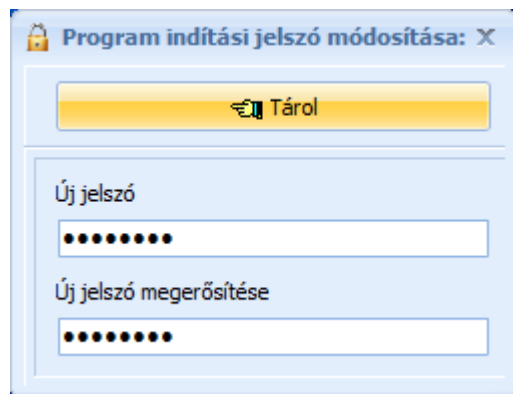 Program indítási jelszó módosítása:
Tárol
Új jelszó
••••••••
Új jelszó megerősítése
••••••••